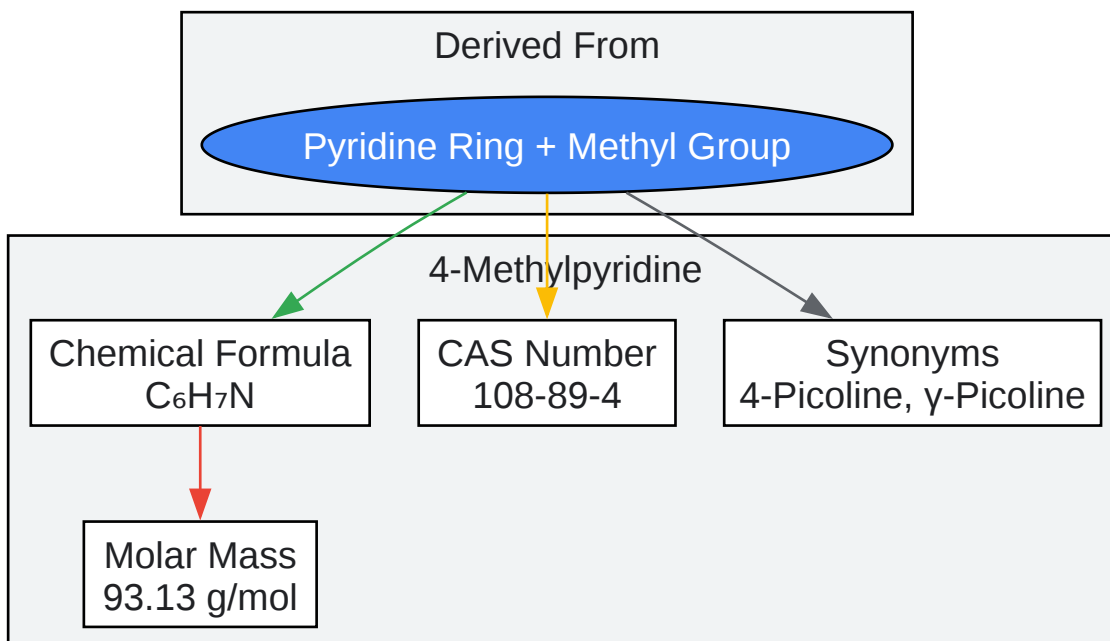 Derived From
Pyridine Ring + Methyl Group
4-Methylpyridine
Chemical Formula
C₆H₇N
CAS Number
108-89-4
Synonyms
4-Picoline, γ-Picoline
Molar Mass
93.13 g/mol